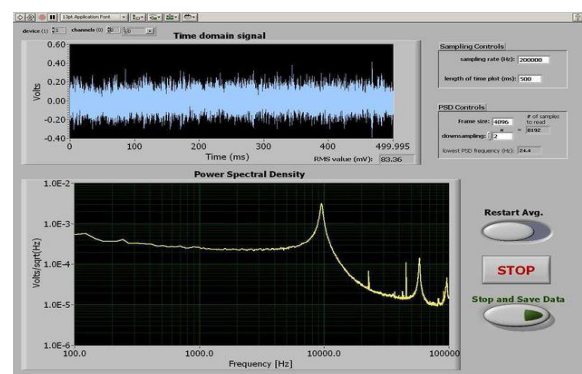 13pt Application Font
device (1)
channels (0)
Time domain signal
0.60
0.40
0.20
0.00
-0.20
-0.40
Volts
0
100
200
300
400
499.995
Time (ms)
RMS value (mV): 83.36
Sampling Controls
sampling rate (Hz): 200000
length of time plot (ms): 500
PSD Controls
# of samples
Frame size: 4096 to read
downsampling: 2 = 8192
lowest PSD frequency (Hz): 24.4
Power Spectral Density
1.0E-2
1.0E-3
1.0E-4
1.0E-5
1.0E-6
Volts/sqrt(Hz)
100.0
1000.0
10000.0
100000
Frequency [Hz]
Restart Avg.
STOP
Stop and Save Data